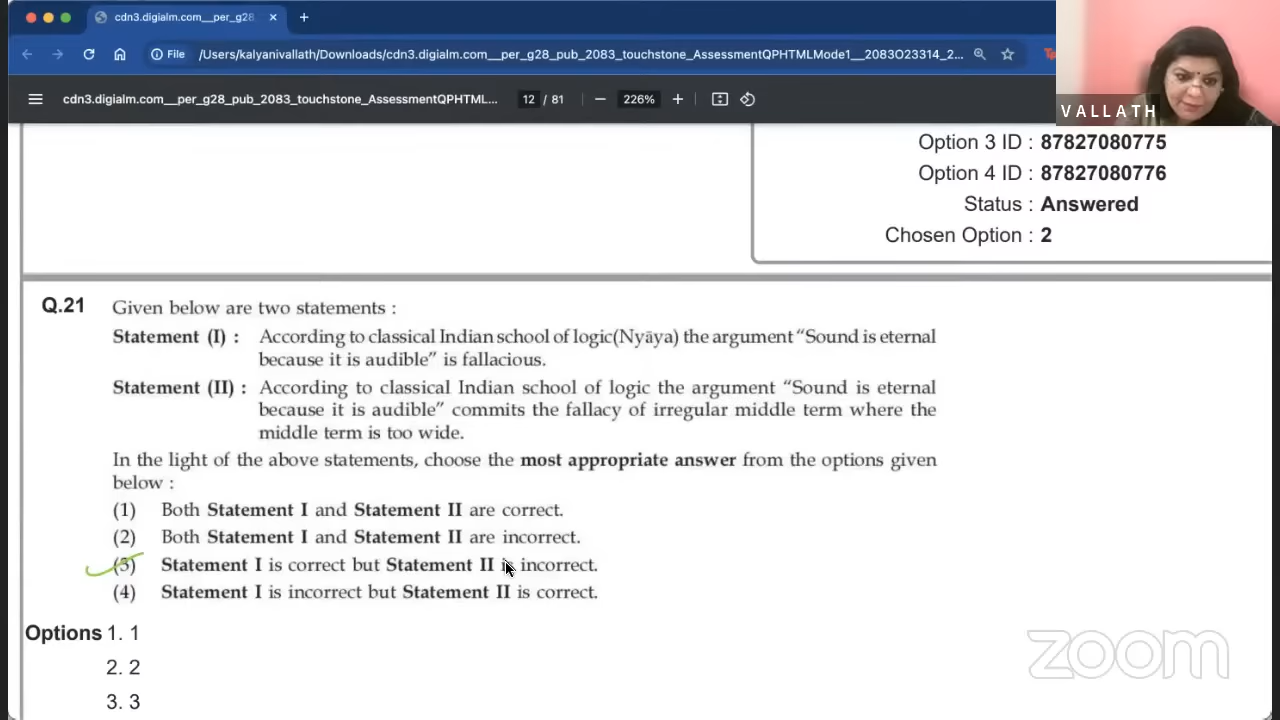 cdn3.digialm.com__per_g28
File /Users/kalyanivallath/Downloads/cdn3.digialm.com__per_g28_pub_2083_touchstone_AssessmentQPHTMLMode1__2083O23314_2...
cdn3.digialm.com__per_g28_pub_2083_touchstone_AssessmentQPHTML... 12 / 81 226%
VALLATH
Option 3 ID : 87827080775
Option 4 ID : 87827080776
Status : Answered
Chosen Option : 2
Q.21 Given below are two statements :
Statement (I) : According to classical Indian school of logic(Nyāya) the argument "Sound is eternal
because it is audible" is fallacious.
Statement (II) : According to classical Indian school of logic the argument "Sound is eternal
because it is audible" commits the fallacy of irregular middle term where the
middle term is too wide.
In the light of the above statements, choose the most appropriate answer from the options given
below :
(1) Both Statement I and Statement II are correct.
(2) Both Statement I and Statement II are incorrect.
(3) Statement I is correct but Statement II is incorrect.
(4) Statement I is incorrect but Statement II is correct.
Options 1. 1
2. 2
3. 3
zoom